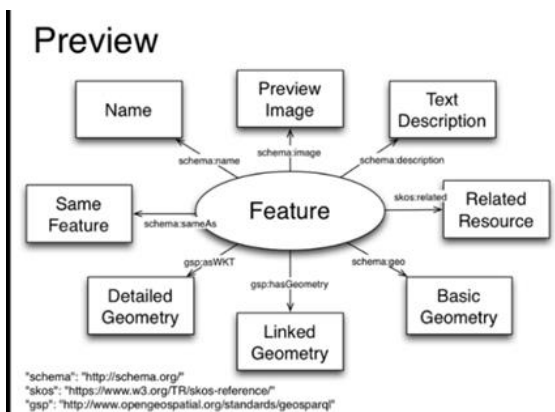 Preview
Name
Preview
Image
Text
Description
schema:name
schema:image
schema:description
Same
Feature
Feature
skos:related
Related
Resource
schema:sameAs
gsp:asWKT
gsp:hasGeometry
schema:geo
Detailed
Geometry
Linked
Geometry
Basic
Geometry
"schema": "http://schema.org/"
"skos": "https://www.w3.org/TR/skos-reference/"
"gsp": "http://www.opengeospatial.org/standards/geosparql"